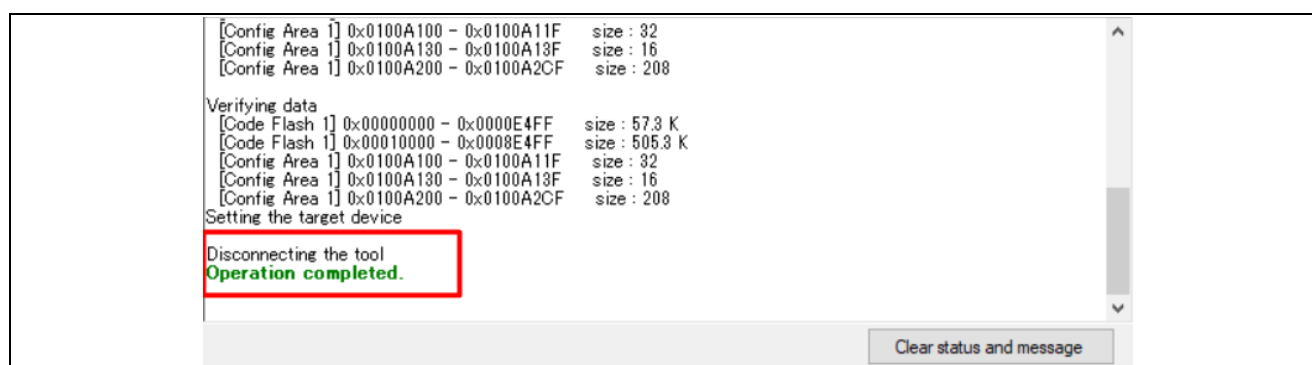 [Config Area 1] 0x0100A100 - 0x0100A11F size : 32
[Config Area 1] 0x0100A130 - 0x0100A13F size : 16
[Config Area 1] 0x0100A200 - 0x0100A2CF size : 208
Verifying data
[Code Flash 1] 0x00000000 - 0x0000E4FF size : 57.3 K
[Code Flash 1] 0x00010000 - 0x0008E4FF size : 505.3 K
[Config Area 1] 0x0100A100 - 0x0100A11F size : 32
[Config Area 1] 0x0100A130 - 0x0100A13F size : 16
[Config Area 1] 0x0100A200 - 0x0100A2CF size : 208
Setting the target device
Disconnecting the tool
Operation completed.
Clear status and message